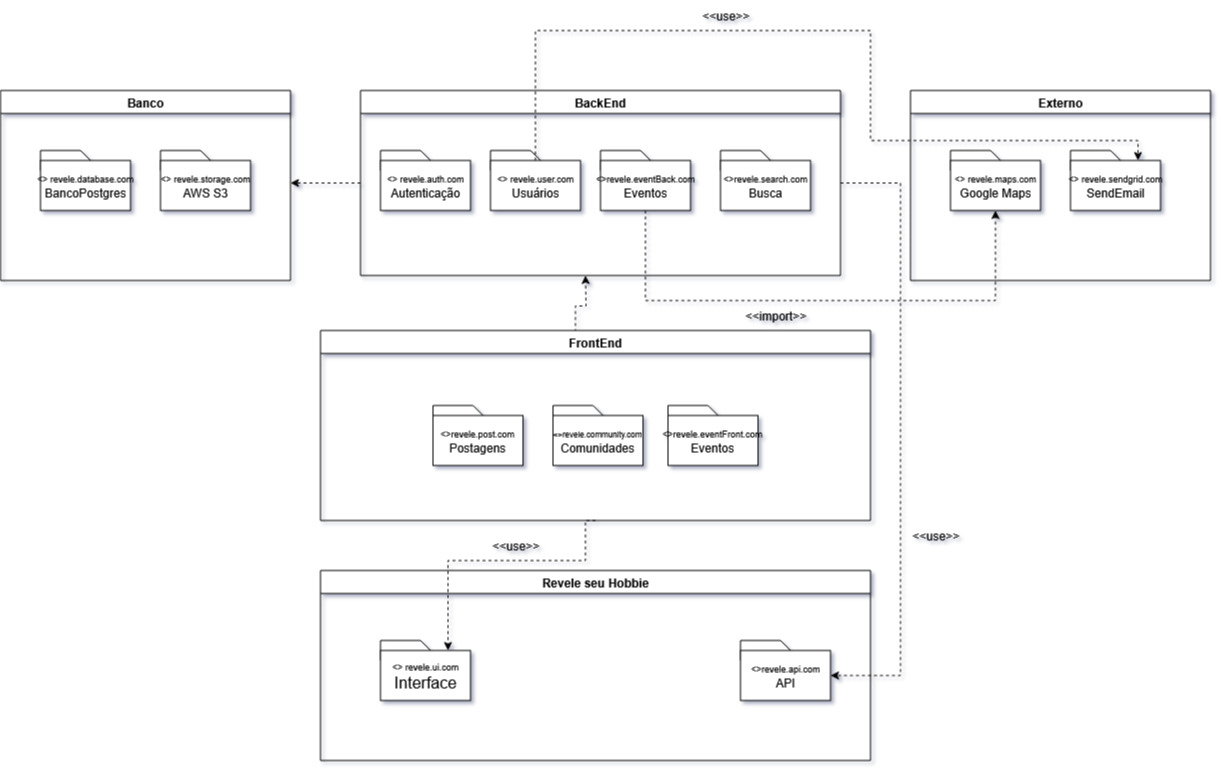 <<use>>
Banco
BackEnd
Externo
<> revele.database.com
BancoPostgres
<> revele.storage.com
AWS S3
<> revele.auth.com
Autenticação
<> revele.user.com
Usuários
<>revele.eventBack.com
Eventos
<> revele.search.com
Busca
<> revele.maps.com
Google Maps
<> revele.sendgrid.com
SendEmail
<<import>>
FrontEnd
<>revele.post.com
Postagens
<>revele.community.com
Comunidades
<>revele.eventFront.com
Eventos
<<use>>
<<use>>
Revele seu Hobbie
<> revele.ui.com
Interface
<>revele.api.com
API